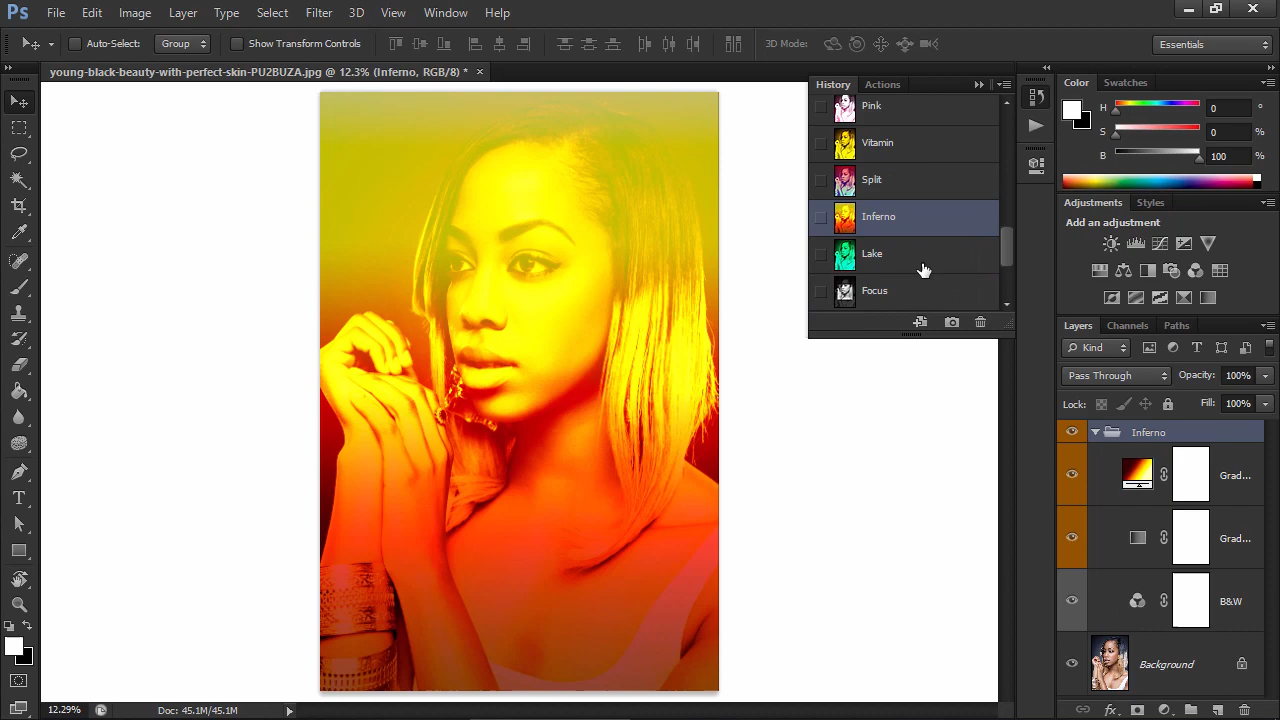 Ps File Edit Image Layer Type Select Filter 3D View Window Help
Auto-Select: Group Show Transform Controls 3D Mode: Essentials
young-black-beauty-with-perfect-skin-PU2BUZA.jpg @ 12.3% (Inferno, RGB/8) *
History Actions
Pink
Vitamin
Split
Inferno
Lake
Focus
Color Swatches
H 0 °
S 0 %
B 100 %
Adjustments Styles
Add an adjustment
Layers Channels Paths
Kind
Pass Through Opacity: 100%
Lock: Fill: 100%
Inferno
Grad...
Grad...
B&W
Background
fx
12.29% Doc: 45.1M/45.1M